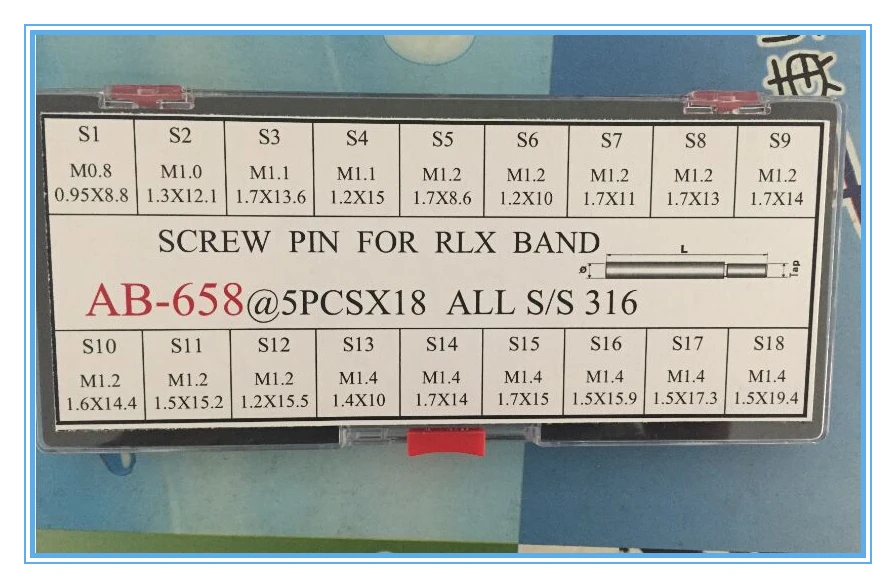 S1 S2 S3 S4 S5 S6 S7 S8 S9
M0.8 M1.0 M1.1 M1.1 M1.2 M1.2 M1.2 M1.2 M1.2
0.95X8.8 1.3X12.1 1.7X13.6 1.2X15 1.7X8.6 1.2X10 1.7X11 1.7X13 1.7X14
SCREW PIN FOR RLX BAND
L
ø
Tap
AB-658@5PCSX18 ALL S/S 316
S10 S11 S12 S13 S14 S15 S16 S17 S18
M1.2 M1.2 M1.2 M1.4 M1.4 M1.4 M1.4 M1.4 M1.4
1.6X14.4 1.5X15.2 1.2X15.5 1.4X10 1.7X14 1.7X15 1.5X15.9 1.5X17.3 1.5X19.4